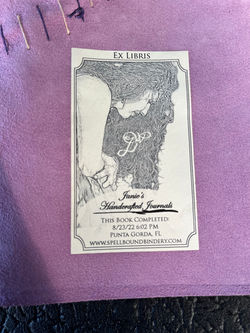 Ex Libris
Janie's
Handcrafted Journals
This Book Completed:
8/23/22 6:02 PM
Punta Gorda, FL
www.spellboundbindery.com